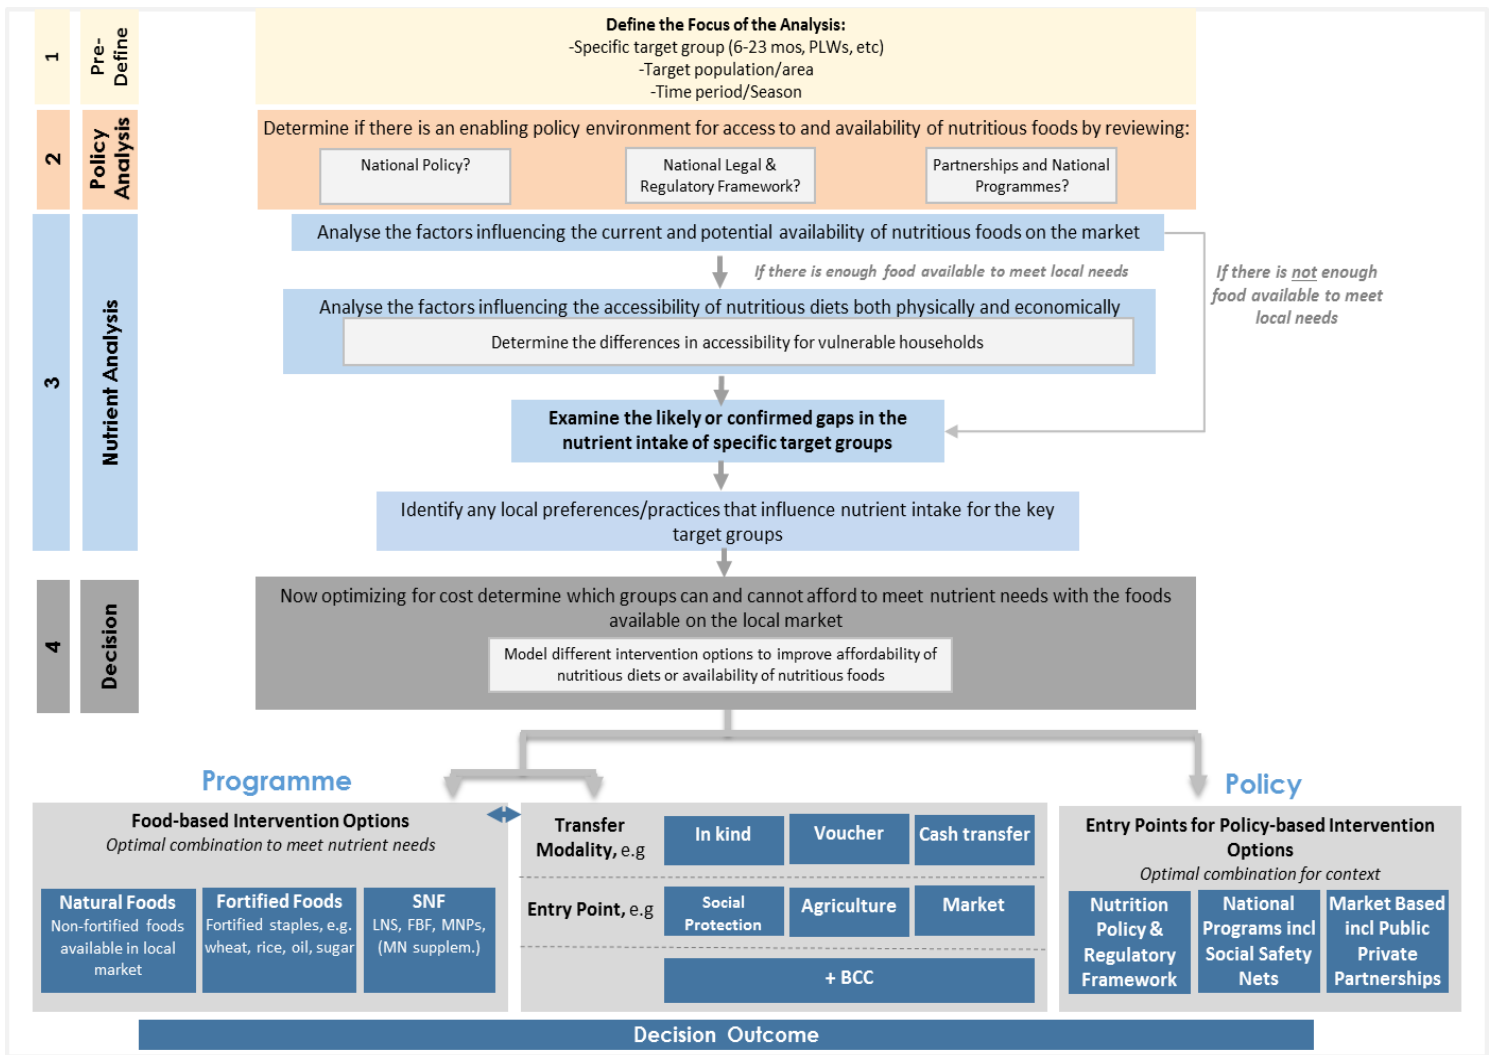 1
Pre-
Define
Define the Focus of the Analysis:
-Specific target group (6-23 mos, PLWs, etc)
-Target population/area
-Time period/Season
2
Policy
Analysis
Determine if there is an enabling policy environment for access to and availability of nutritious foods by reviewing:
National Policy?
National Legal &
Regulatory Framework?
Partnerships and National
Programmes?
3
Nutrient Analysis
Analyse the factors influencing the current and potential availability of nutritious foods on the market
If there is enough food available to meet local needs
If there is not enough
food available to meet
local needs
Analyse the factors influencing the accessibility of nutritious diets both physically and economically
Determine the differences in accessibility for vulnerable households
Examine the likely or confirmed gaps in the
nutrient intake of specific target groups
Identify any local preferences/practices that influence nutrient intake for the key
target groups
4
Decision
Now optimizing for cost determine which groups can and cannot afford to meet nutrient needs with the foods
available on the local market
Model different intervention options to improve affordability of
nutritious diets or availability of nutritious foods
Programme
Policy
Food-based Intervention Options
Optimal combination to meet nutrient needs
Natural Foods
Non-fortified foods
available in local
market
Fortified Foods
Fortified staples, e.g.
wheat, rice, oil, sugar
SNF
LNS, FBF, MNPs,
(MN supplem.)
Transfer
Modality, e.g
In kind
Voucher
Cash transfer
Entry Point, e.g
Social
Protection
Agriculture
Market
+ BCC
Entry Points for Policy-based Intervention
Options
Optimal combination for context
Nutrition
Policy &
Regulatory
Framework
National
Programs incl
Social Safety
Nets
Market Based
incl Public
Private
Partnerships
Decision Outcome